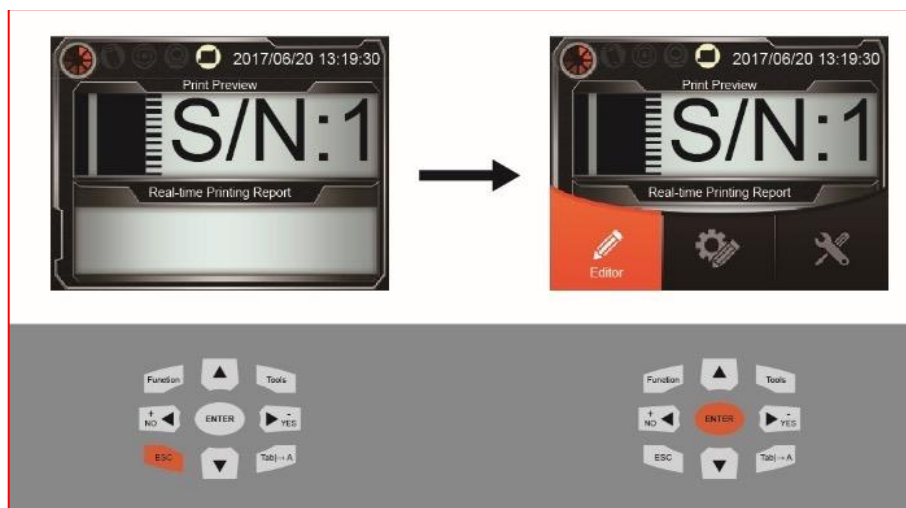 2017/06/20 13:19:30
Print Preview
S/N:1
Real-time Printing Report
2017/06/20 13:19:30
Print Preview
S/N:1
Real-time Printing Report
Editor
Function
Tools
+
NO
ENTER
-
YES
ESC
Tab|→A
Function
Tools
+
NO
ENTER
-
YES
ESC
Tab|→A